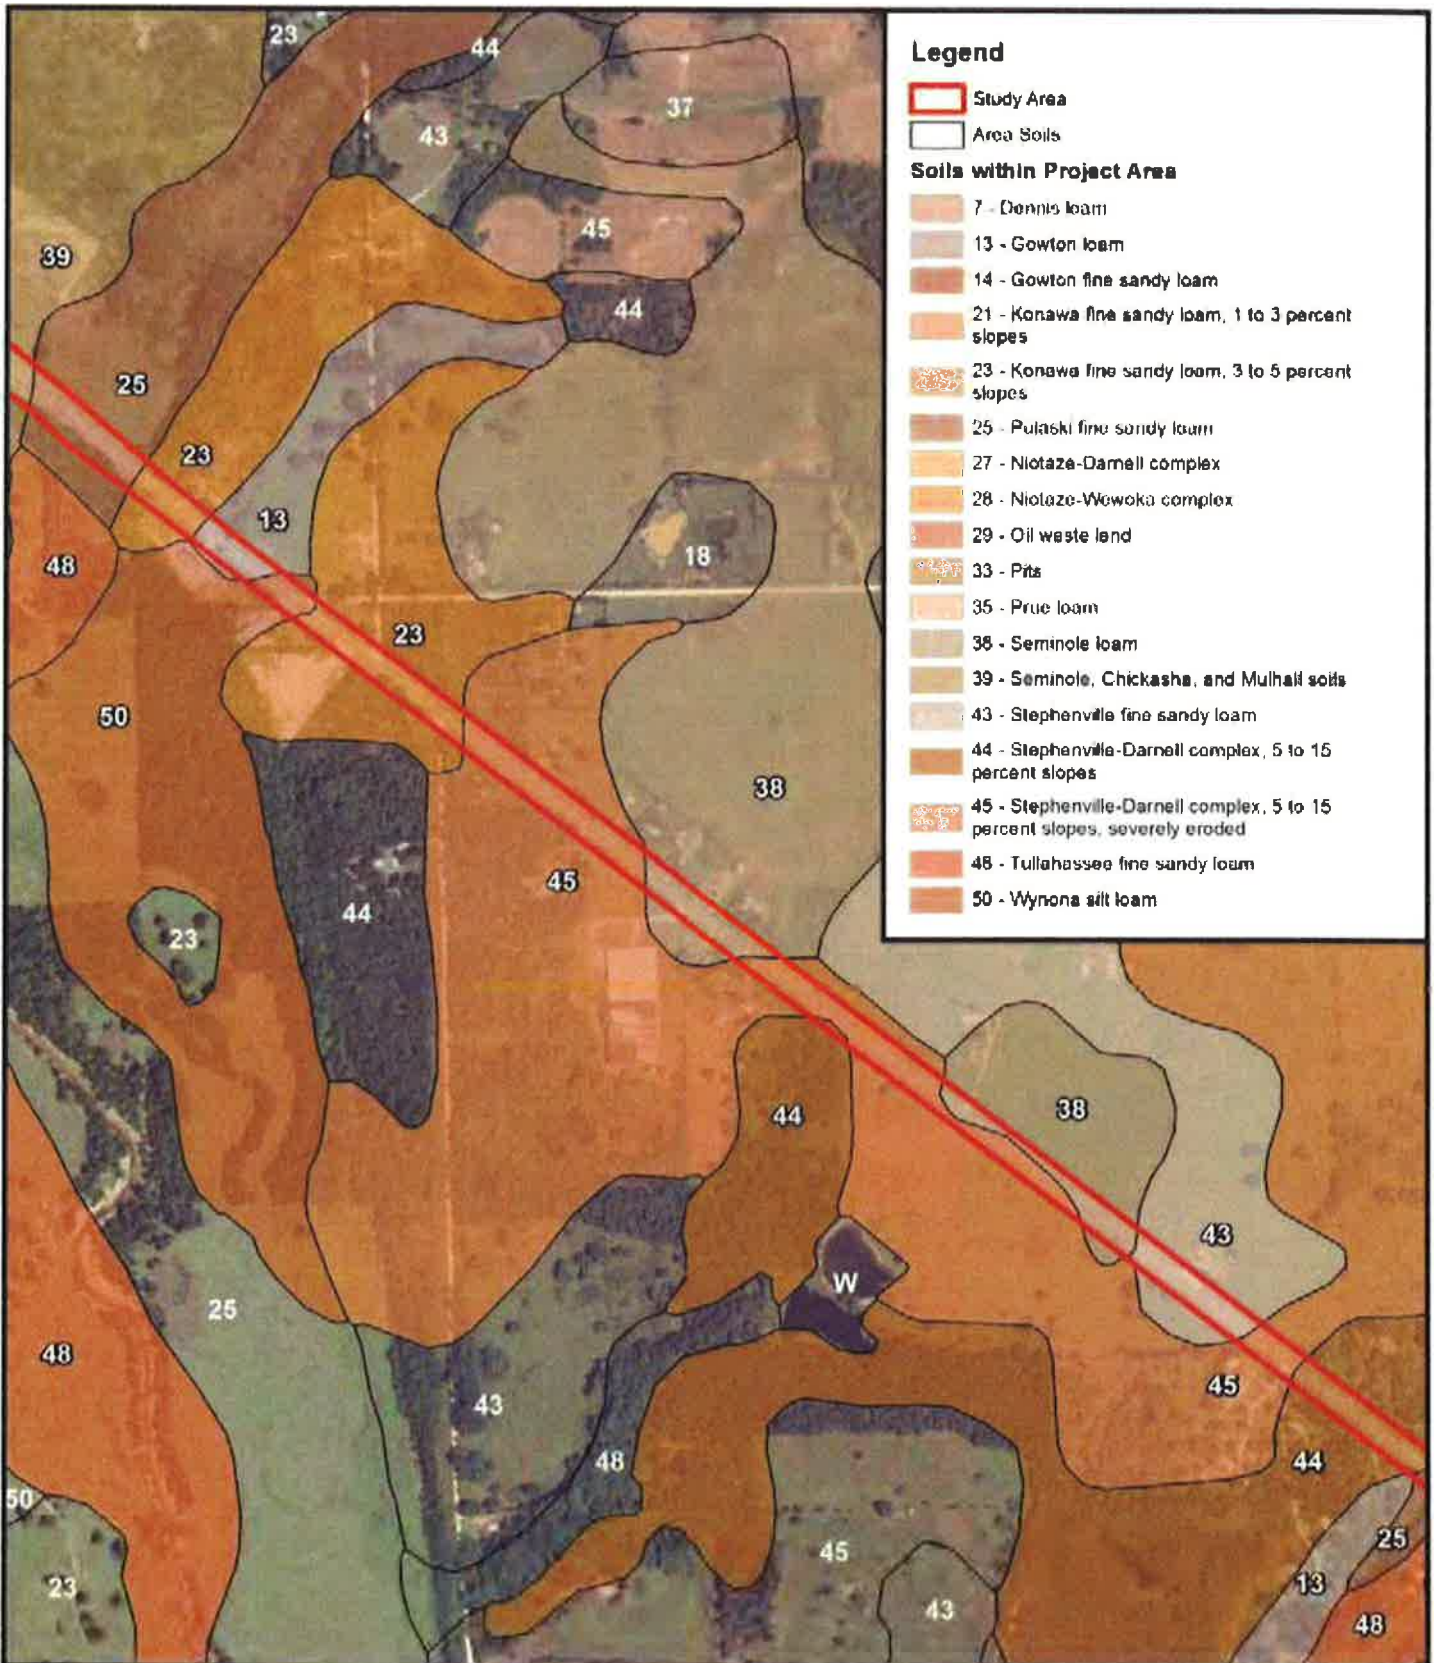 Legend
Study Area
Area Soils
Soils within Project Area
7 - Dennis loam
13 - Gowton loam
14 - Gowton fine sandy loam
21 - Konawa fine sandy loam, 1 to 3 percent
slopes
23 - Konawa fine sandy loam, 3 to 5 percent
slopes
25 - Pulaski fine sandy loam
27 - Niotaze-Darnell complex
28 - Niotaze-Wewoka complex
29 - Oil waste land
33 - Pits
35 - Prue loam
38 - Seminole loam
39 - Seminole, Chickasha, and Mulhall soils
43 - Stephenville fine sandy loam
44 - Stephenville-Darnell complex, 5 to 15
percent slopes
45 - Stephenville-Darnell complex, 5 to 15
percent slopes, severely eroded
48 - Tullahassee fine sandy loam
50 - Wynona silt loam
23
44
37
43
45
39
44
25
23
13
18
48
23
50
38
45
44
23
38
44
43
W
25
48
45
43
44
48
50
25
45
13
23
43
48